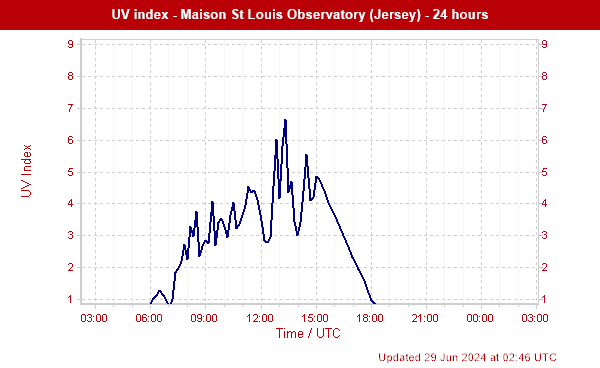 UV index - Maison St Louis Observatory (Jersey) - 24 hours
9 9
8 8
7 7
6 6
5 5
4 4
3 3
2 2
1 1
UV Index
03:00 06:00 09:00 12:00 15:00 18:00 21:00 00:00 03:00
Time / UTC
Updated 29 Jun 2024 at 02:46 UTC